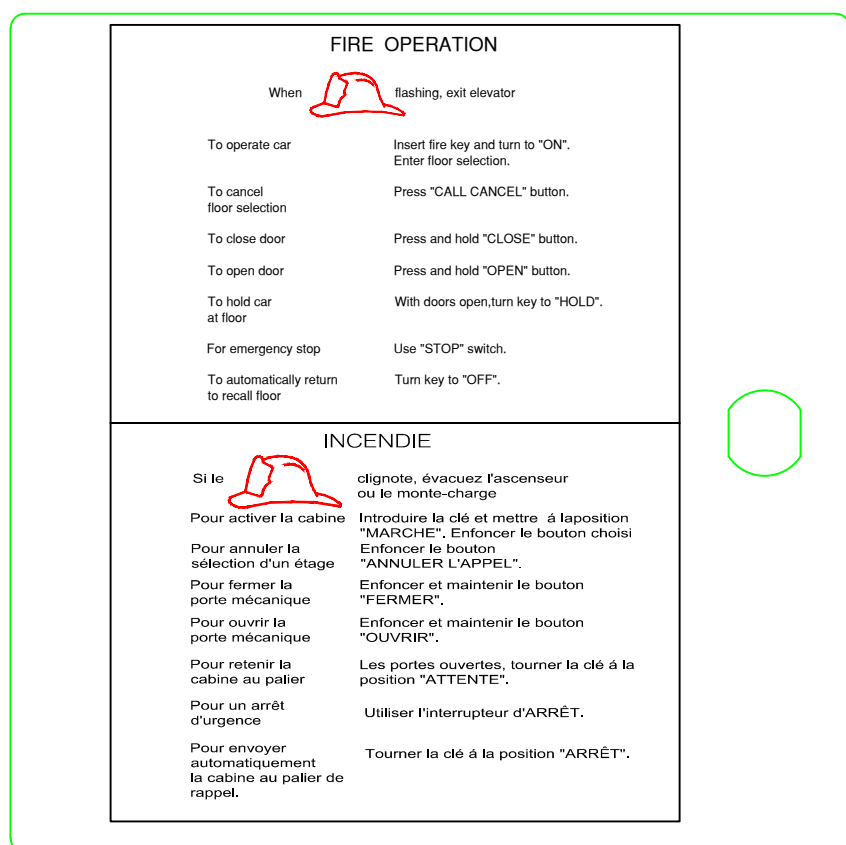 FIRE OPERATION
When flashing, exit elevator
To operate car Insert fire key and turn to "ON".
Enter floor selection.
To cancel Press "CALL CANCEL" button.
floor selection
To close door Press and hold "CLOSE" button.
To open door Press and hold "OPEN" button.
To hold car With doors open,turn key to "HOLD".
at floor
For emergency stop Use "STOP" switch.
To automatically return Turn key to "OFF".
to recall floor
INCENDIE
Si le clignote, évacuez l'ascenseur
ou le monte-charge
Pour activer la cabine Introduire la clé et mettre á laposition
"MARCHE". Enfoncer le bouton choisi
Pour annuler la Enfoncer le bouton
sélection d'un étage "ANNULER L'APPEL".
Pour fermer la Enfoncer et maintenir le bouton
porte mécanique "FERMER".
Pour ouvrir la Enfoncer et maintenir le bouton
porte mécanique "OUVRIR".
Pour retenir la Les portes ouvertes, tourner la clé á la
cabine au palier position "ATTENTE".
Pour un arrêt
d'urgence Utiliser l'interrupteur d'ARRÊT.
Pour envoyer Tourner la clé á la position "ARRÊT".
automatiquement
la cabine au palier de
rappel.